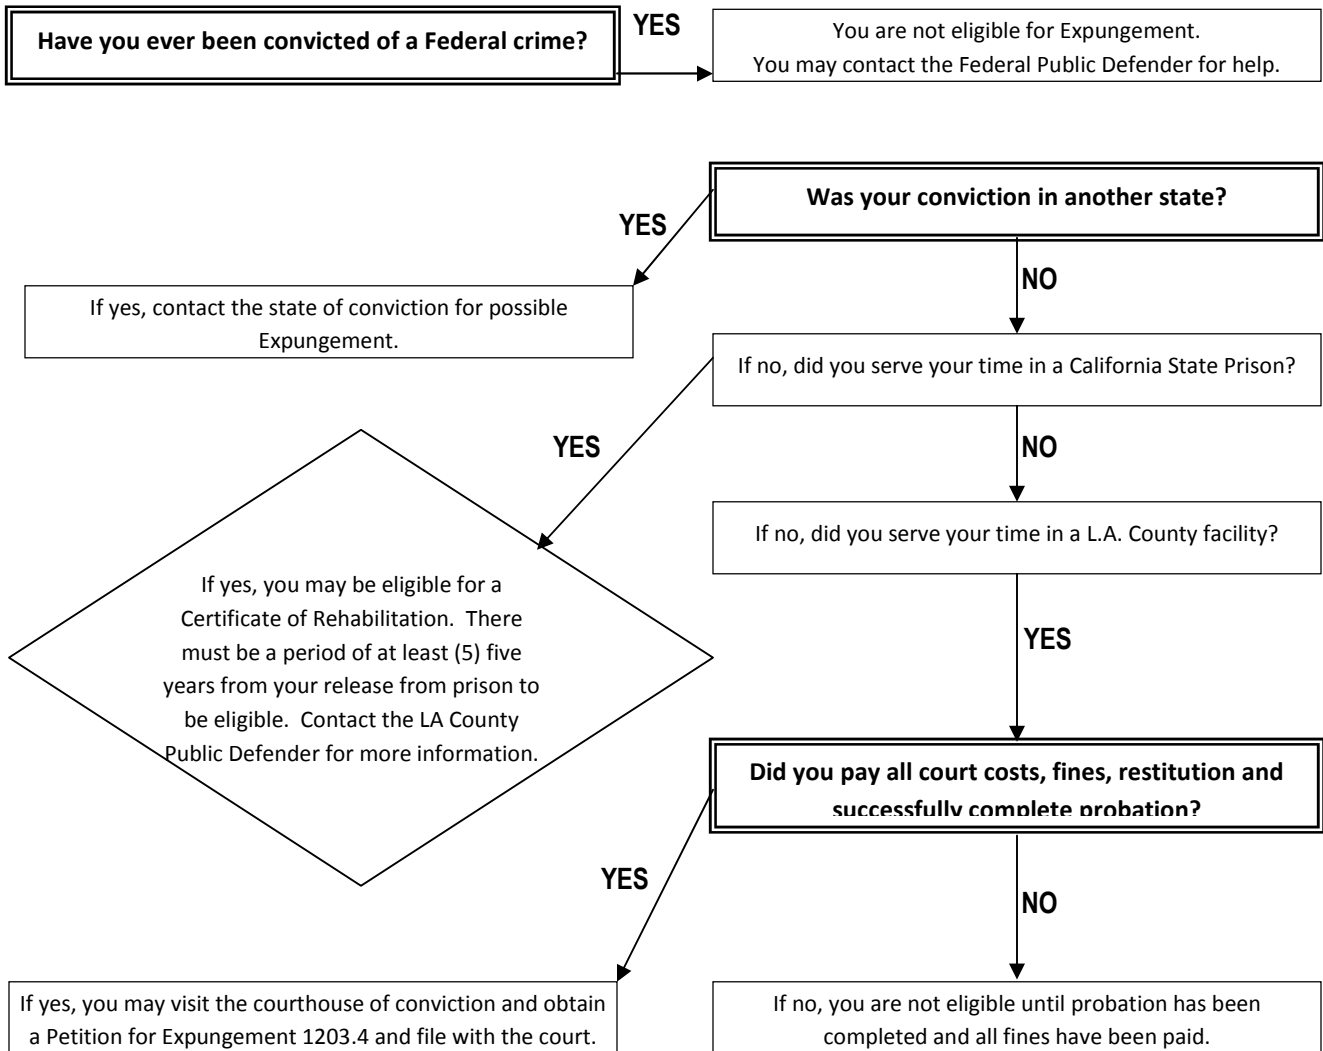 Have you ever been convicted of a Federal crime?
YES
You are not eligible for Expungement.
You may contact the Federal Public Defender for help.
Was your conviction in another state?
YES
NO
If yes, contact the state of conviction for possible
Expungement.
If no, did you serve your time in a California State Prison?
YES
NO
If no, did you serve your time in a L.A. County facility?
If yes, you may be eligible for a
Certificate of Rehabilitation.  There
must be a period of at least (5) five
years from your release from prison to
be eligible.  Contact the LA County
Public Defender for more information.
YES
Did you pay all court costs, fines, restitution and
successfully complete probation?
YES
NO
If yes, you may visit the courthouse of conviction and obtain
a Petition for Expungement 1203.4 and file with the court.
If no, you are not eligible until probation has been
completed and all fines have been paid.